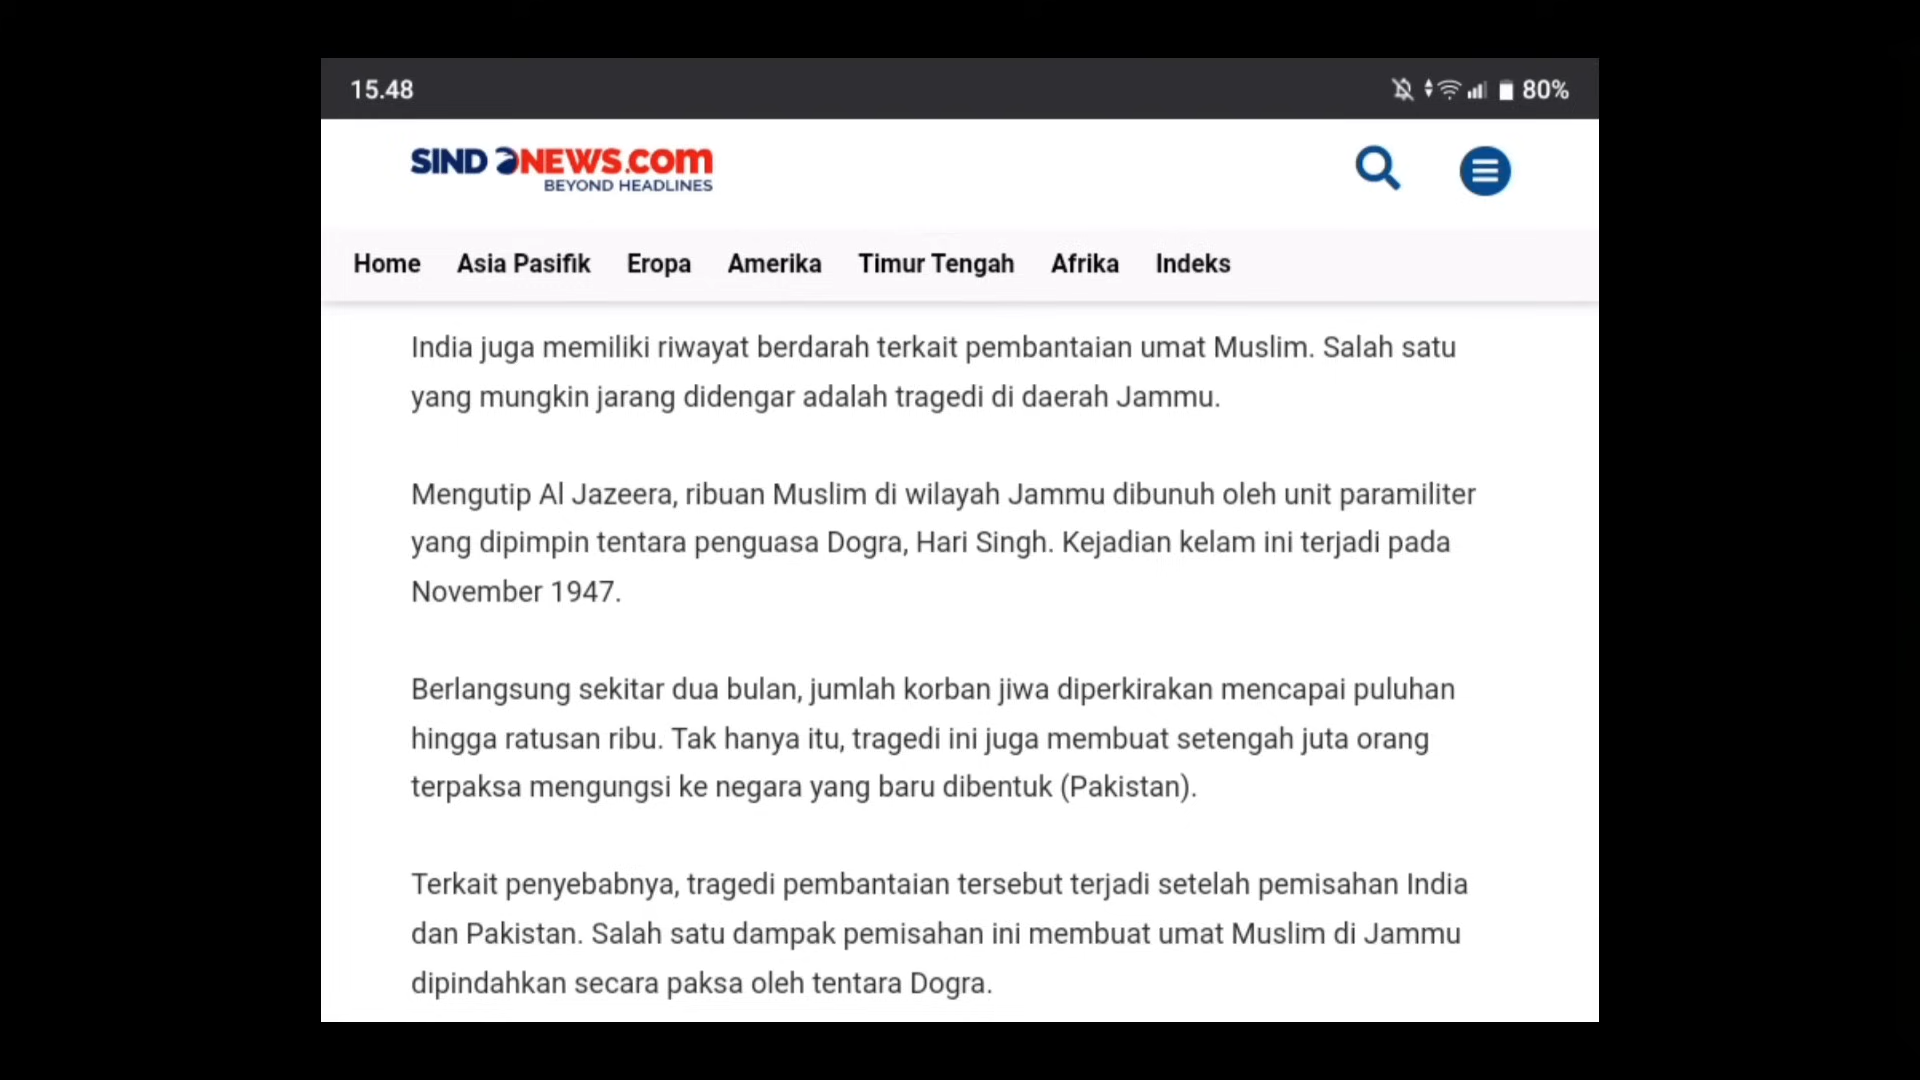 15.48
80%
SINDONEWS.com
BEYOND HEADLINES
Home Asia Pasifik Eropa Amerika Timur Tengah Afrika Indeks
India juga memiliki riwayat berdarah terkait pembantaian umat Muslim. Salah satu
yang mungkin jarang didengar adalah tragedi di daerah Jammu.
Mengutip Al Jazeera, ribuan Muslim di wilayah Jammu dibunuh oleh unit paramiliter
yang dipimpin tentara penguasa Dogra, Hari Singh. Kejadian kelam ini terjadi pada
November 1947.
Berlangsung sekitar dua bulan, jumlah korban jiwa diperkirakan mencapai puluhan
hingga ratusan ribu. Tak hanya itu, tragedi ini juga membuat setengah juta orang
terpaksa mengungsi ke negara yang baru dibentuk (Pakistan).
Terkait penyebabnya, tragedi pembantaian tersebut terjadi setelah pemisahan India
dan Pakistan. Salah satu dampak pemisahan ini membuat umat Muslim di Jammu
dipindahkan secara paksa oleh tentara Dogra.